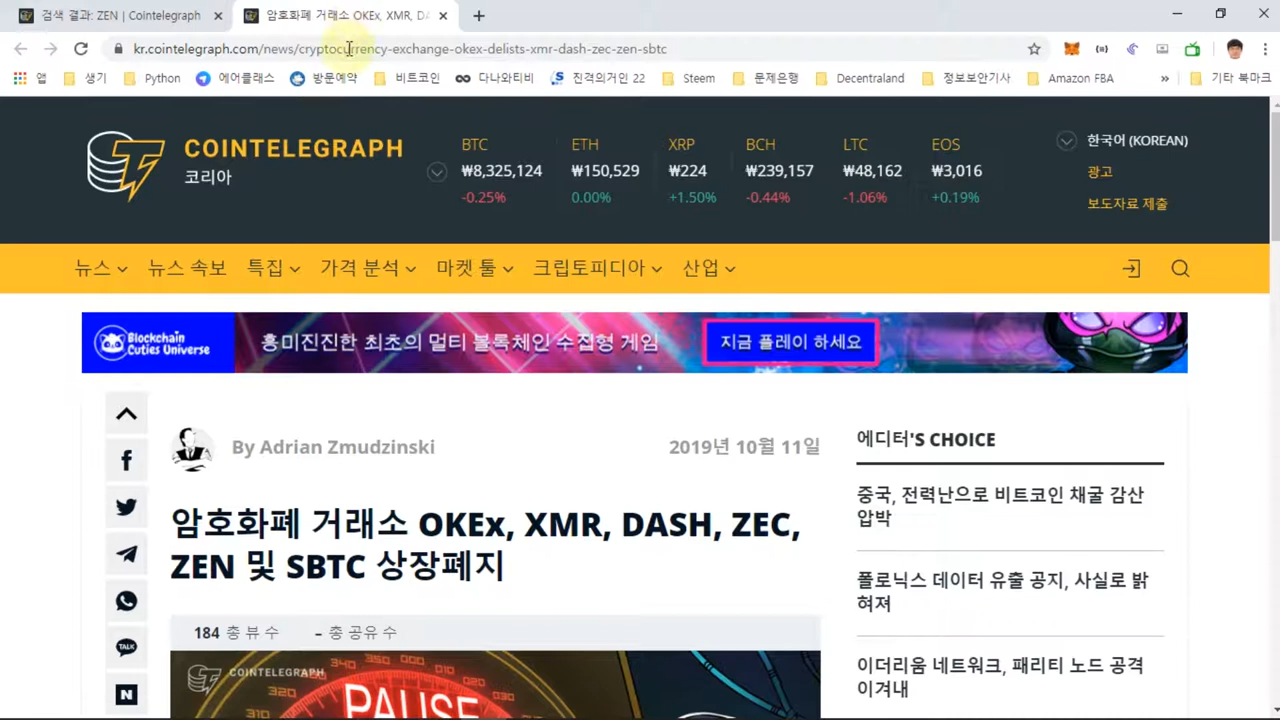 검색 결과: ZEN | Cointelegraph
암호화폐 거래소 OKEx, XMR, DA
kr.cointelegraph.com/news/cryptocurrency-exchange-okex-delists-xmr-dash-zec-zen-sbtc
앱 생기 Python 에어클래스 방문예약 비트코인 다나와티비 진격의거인 22 Steem 문제은행 Decentraland 정보보안기사 Amazon FBA » 기타 북마크
COINTELEGRAPH
코리아
BTC ETH XRP BCH LTC EOS
₩8,325,124 ₩150,529 ₩224 ₩239,157 ₩48,162 ₩3,016
-0.25% 0.00% +1.50% -0.44% -1.06% +0.19%
한국어 (KOREAN)
광고
보도자료 제출
뉴스 뉴스 속보 특집 가격 분석 마켓 툴 크립토피디아 산업
Blockchain
Cuties Universe
흥미진진한 최초의 멀티 볼록체인 수집형 게임
지금 플레이 하세요
By Adrian Zmudzinski
2019년 10월 11일
암호화폐 거래소 OKEx, XMR, DASH, ZEC,
ZEN 및 SBTC 상장폐지
184 총 뷰 수 – 총 공유 수
TALK
N
COINTELEGRAPH
340 350 000 010
320
310
PAUSE
에디터'S CHOICE
중국, 전력난으로 비트코인 채굴 감산
압박
폴로닉스 데이터 유출 공지, 사실로 밝
혀져
이더리움 네트워크, 패리티 노드 공격
이겨내